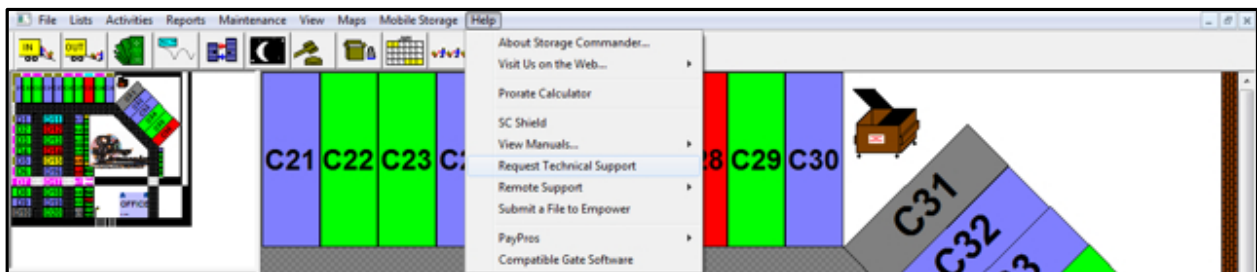 File Lists Activities Reports Maintenance View Maps Mobile Storage Help
IN OUT
About Storage Commander...
Visit Us on the Web...
Prorate Calculator
SC Shield
View Manuals...
Request Technical Support
Remote Support
Submit a File to Empower
PayPros
Compatible Gate Software
C21 C22 C23 C29 C30
C31
C32
OFFICE